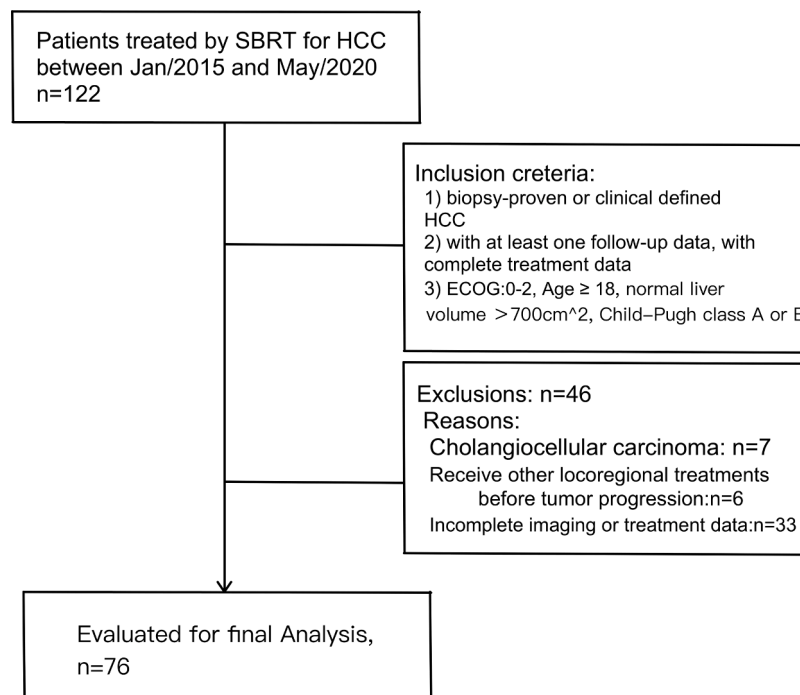 Patients treated by SBRT for HCC
between Jan/2015 and May/2020
n=122
Inclusion creteria:
1) biopsy-proven or clinical defined
HCC
2) with at least one follow-up data, with
complete treatment data
3) ECOG:0-2, Age ≥ 18, normal liver
volume >700cm^2, Child–Pugh class A or B
Exclusions: n=46
Reasons:
Cholangiocellular carcinoma: n=7
Receive other locoregional treatments
before tumor progression:n=6
Incomplete imaging or treatment data:n=33
Evaluated for final Analysis,
n=76